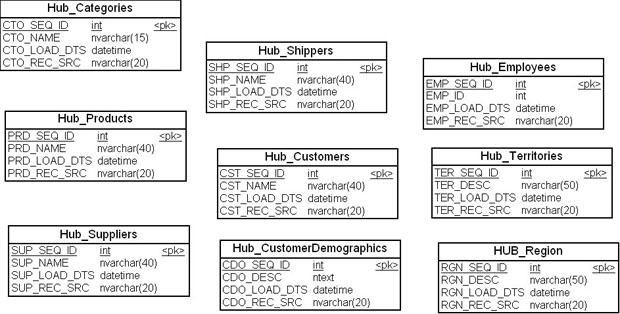 Hub_Categories
CTO_SEQ_ID int <pk>
CTO_NAME nvarchar(15)
CTO_LOAD_DTS datetime
CTO_REC_SRC nvarchar(20)
Hub_Shippers
SHP_SEQ_ID int <pk>
SHP_NAME nvarchar(40)
SHP_LOAD_DTS datetime
SHP_REC_SRC nvarchar(20)
Hub_Employees
EMP_SEQ_ID int <pk>
EMP_ID int
EMP_LOAD_DTS datetime
EMP_REC_SRC nvarchar(20)
Hub_Products
PRD_SEQ_ID int <pk>
PRD_NAME nvarchar(40)
PRD_LOAD_DTS datetime
PRD_REC_SRC nvarchar(20)
Hub_Customers
CST_SEQ_ID int <pk>
CST_NAME nvarchar(40)
CST_LOAD_DTS datetime
CST_REC_SRC nvarchar(20)
Hub_Territories
TER_SEQ_ID int <pk>
TER_DESC nvarchar(50)
TER_LOAD_DTS datetime
TER_REC_SRC nvarchar(20)
Hub_Suppliers
SUP_SEQ_ID int <pk>
SUP_NAME nvarchar(40)
SUP_LOAD_DTS datetime
SUP_REC_SRC nvarchar(20)
Hub_CustomerDemographics
CDO_SEQ_ID int <pk>
CDO_DESC ntext
CDO_LOAD_DTS datetime
CDO_REC_SRC nvarchar(20)
HUB_Region
RGN_SEQ_ID int <pk>
RGN_DESC nvarchar(50)
RGN_LOAD_DTS datetime
RGN_REC_SRC nvarchar(20)